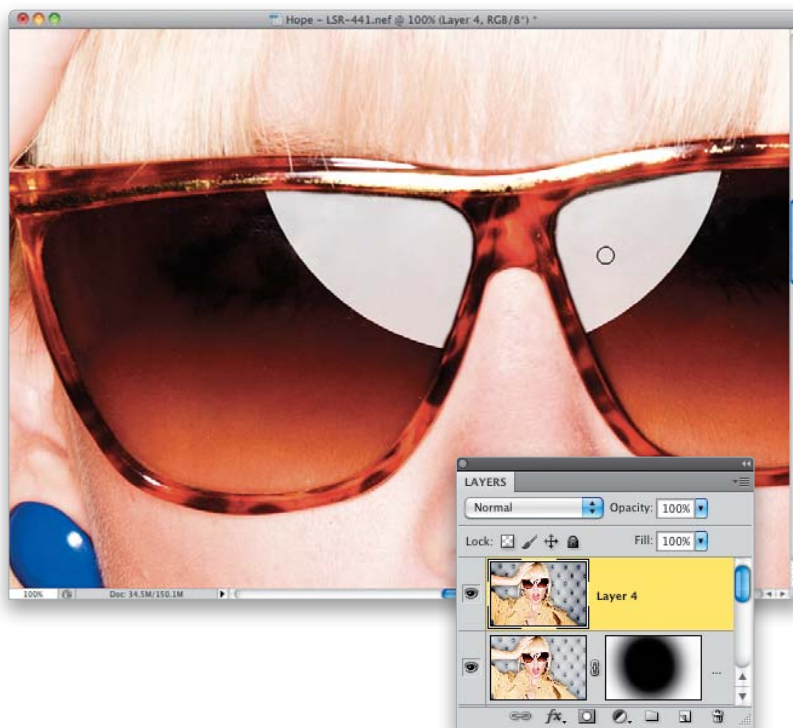 Hope – LSR-441.nef @ 100% (Layer 4, RGB/8*) *
100% Doc: 34.5M/150.1M
LAYERS
Normal Opacity: 100%
Lock: Fill: 100%
Layer 4
...
fx